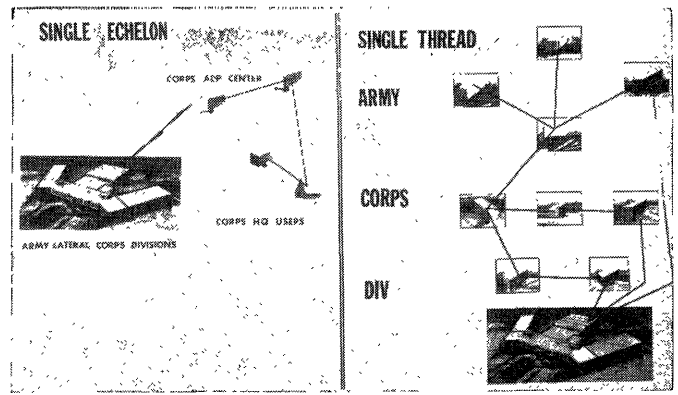 SINGLE ECHELON
CORPS ADP CENTER
CORPS HQ USERS
ARMY LATERAL, CORPS DIVISIONS
SINGLE THREAD
ARMY
CORPS
DIV